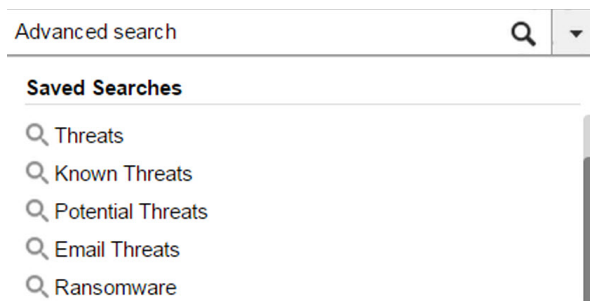 Advanced search
Saved Searches
Threats
Known Threats
Potential Threats
Email Threats
Ransomware